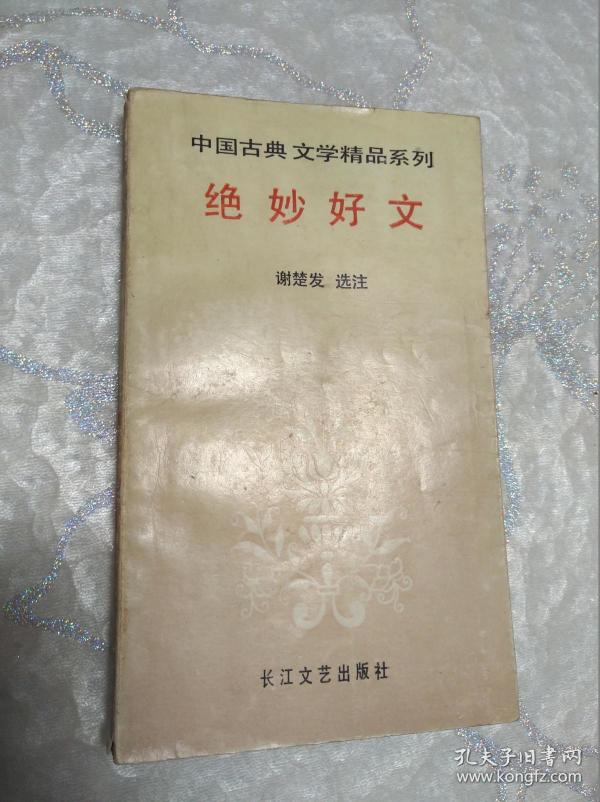 中国古典文学精品系列
绝妙好文
谢楚发 选注
长江文艺出版社
孔夫子旧书网
www.kongfz.com